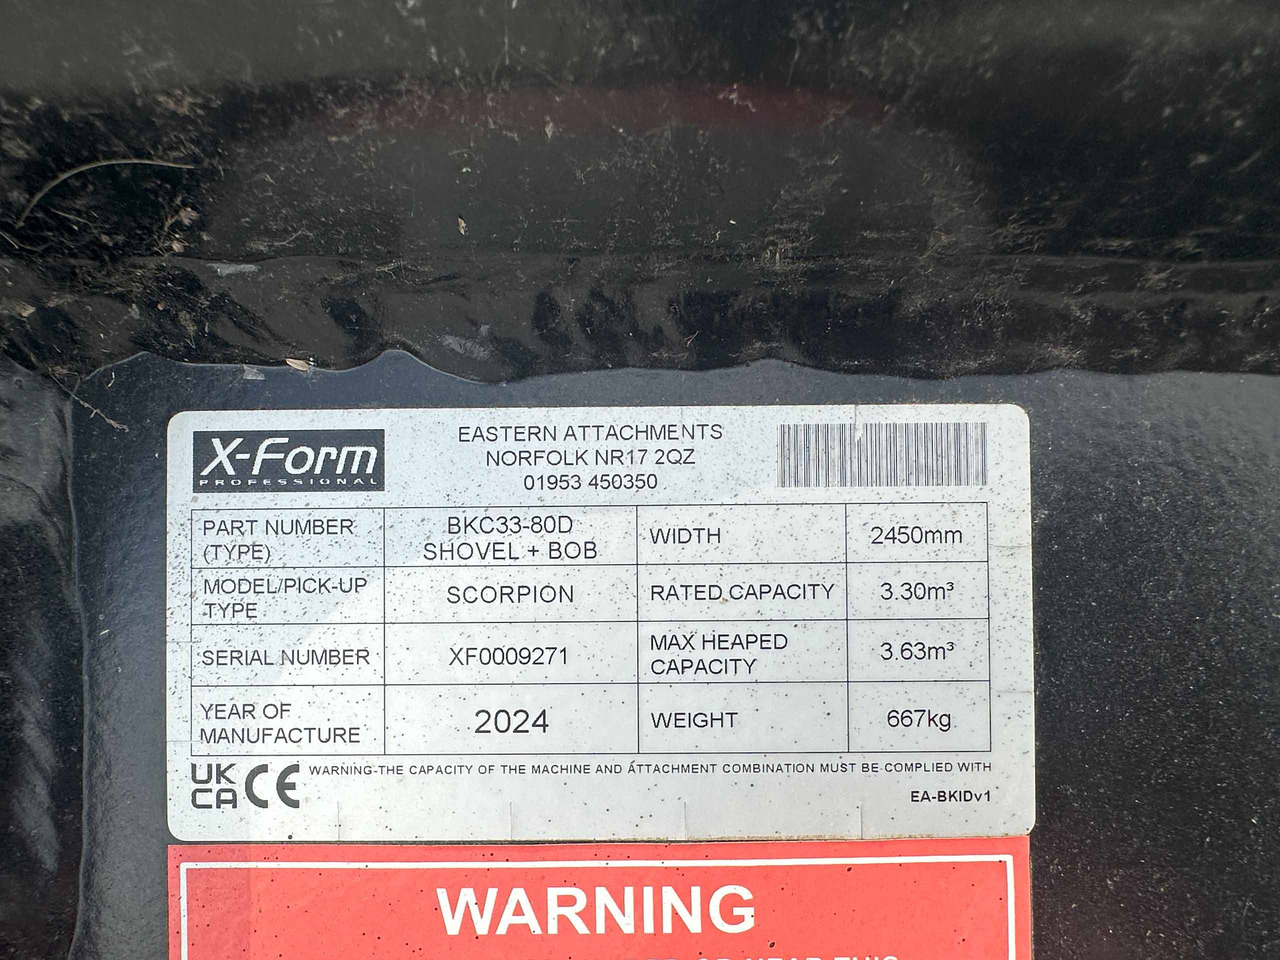 X-Form
PROFESSIONAL
EASTERN ATTACHMENTS
NORFOLK NR17 2QZ
01953 450350
PART NUMBER
(TYPE)
BKC33-80D
SHOVEL + BOB
WIDTH
2450mm
MODEL/PICK-UP
TYPE
SCORPION
RATED CAPACITY
3.30m³
SERIAL NUMBER
XF0009271
MAX HEAPED
CAPACITY
3.63m³
YEAR OF
MANUFACTURE
2024
WEIGHT
667kg
UK
CA
CE
WARNING-THE CAPACITY OF THE MACHINE AND ATTACHMENT COMBINATION MUST BE COMPLIED WITH
EA-BKIDv1
WARNING